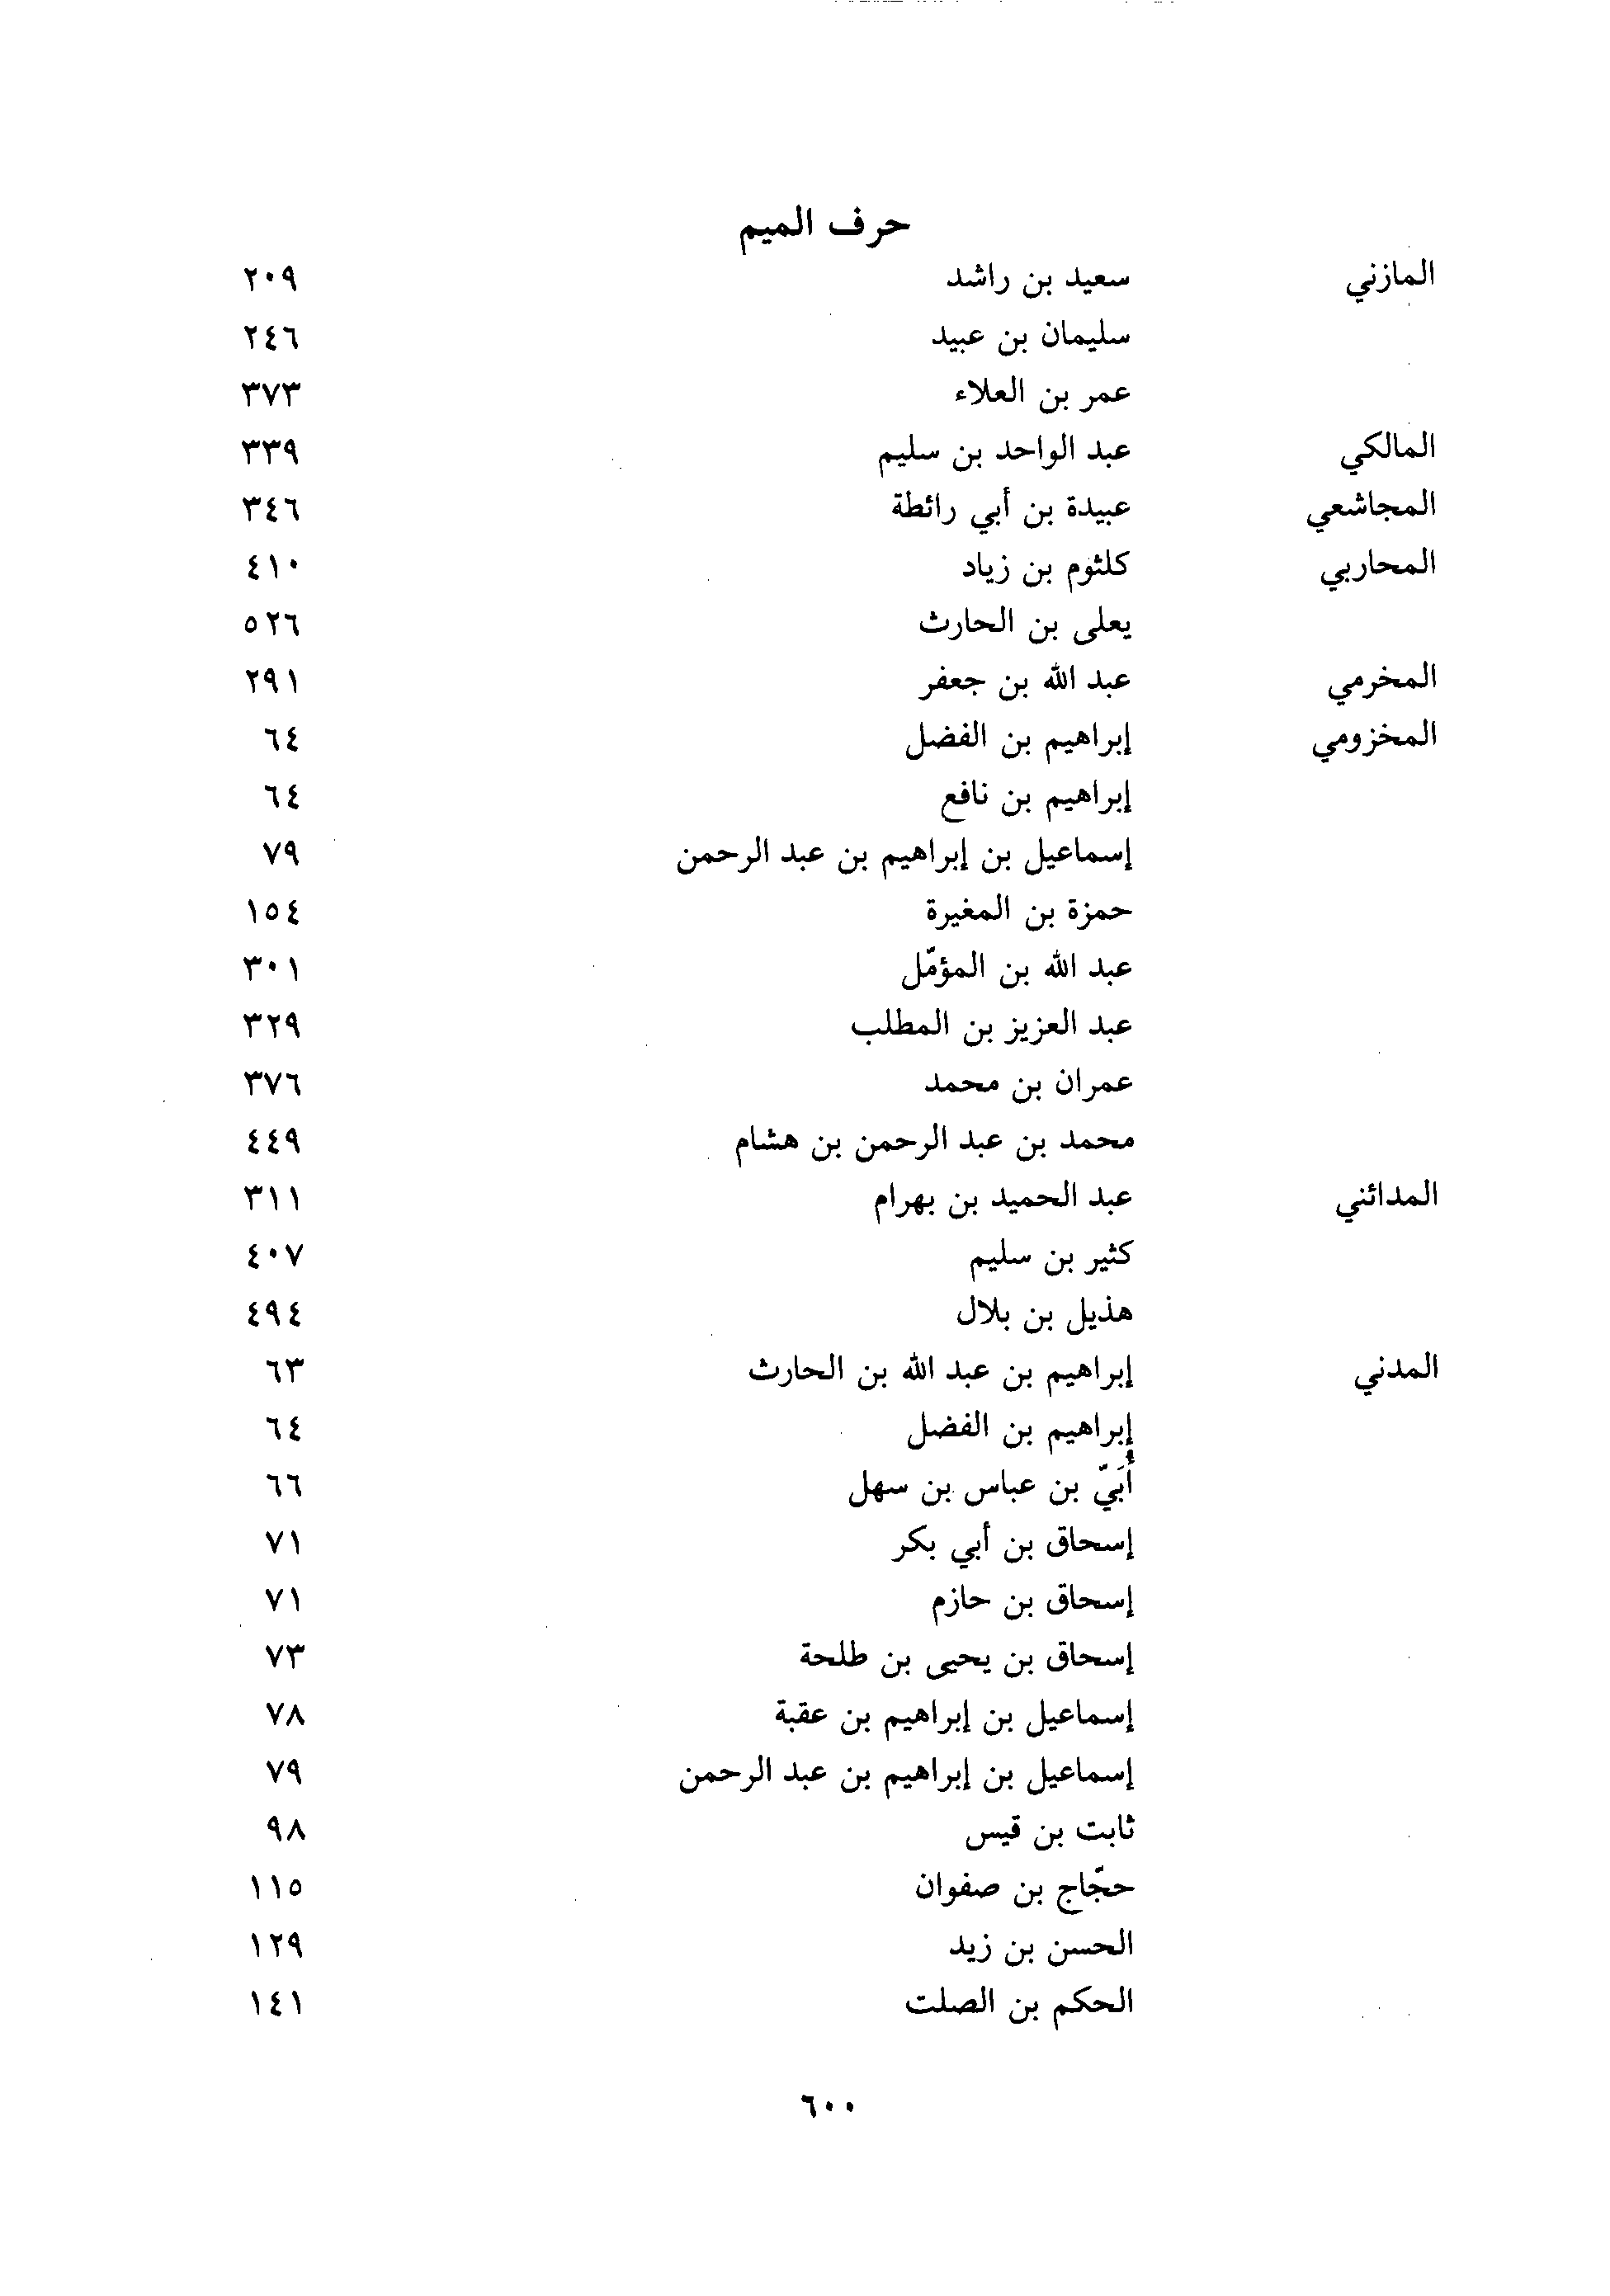 حرف الميم
المازني سعيد بن راشد ٢٠٩
سليمان بن عبيد ٢٤٦
عمر بن العلاء ٣٧٣
المالكي عبد الواحد بن سليم ٣٣٩
المجاشعي عبيدة بن أبي رائطة ٣٤٦
المحاربي كلثوم بن زياد ٤١٠
يعلى بن الحارث ٥٢٦
المخرمي عبد الله بن جعفر ٢٩١
المخزومي إبراهيم بن الفضل ٦٤
إبراهيم بن نافع ٦٤
إسماعيل بن إبراهيم بن عبد الرحمن ٧٩
حمزة بن المغيرة ١٥٤
عبد الله بن المؤمّل ٣٠١
عبد العزيز بن المطلب ٣٢٩
عمران بن محمد ٣٧٦
محمد بن عبد الرحمن بن هشام ٤٤٩
المدائني عبد الحميد بن بهرام ٣١١
كثير بن سليم ٤٠٧
هذيل بن بلال ٤٩٤
المدني إبراهيم بن عبد الله بن الحارث ٦٣
إبراهيم بن الفضل ٦٤
أُبَيّ بن عباس بن سهل ٦٦
إسحاق بن أبي بكر ٧١
إسحاق بن حازم ٧١
إسحاق بن يحيى بن طلحة ٧٣
إسماعيل بن إبراهيم بن عقبة ٧٨
إسماعيل بن إبراهيم بن عبد الرحمن ٧٩
ثابت بن قيس ٩٨
حجّاج بن صفوان ١١٥
الحسن بن زيد ١٢٩
الحكم بن الصلت ١٤١
٦٠٠